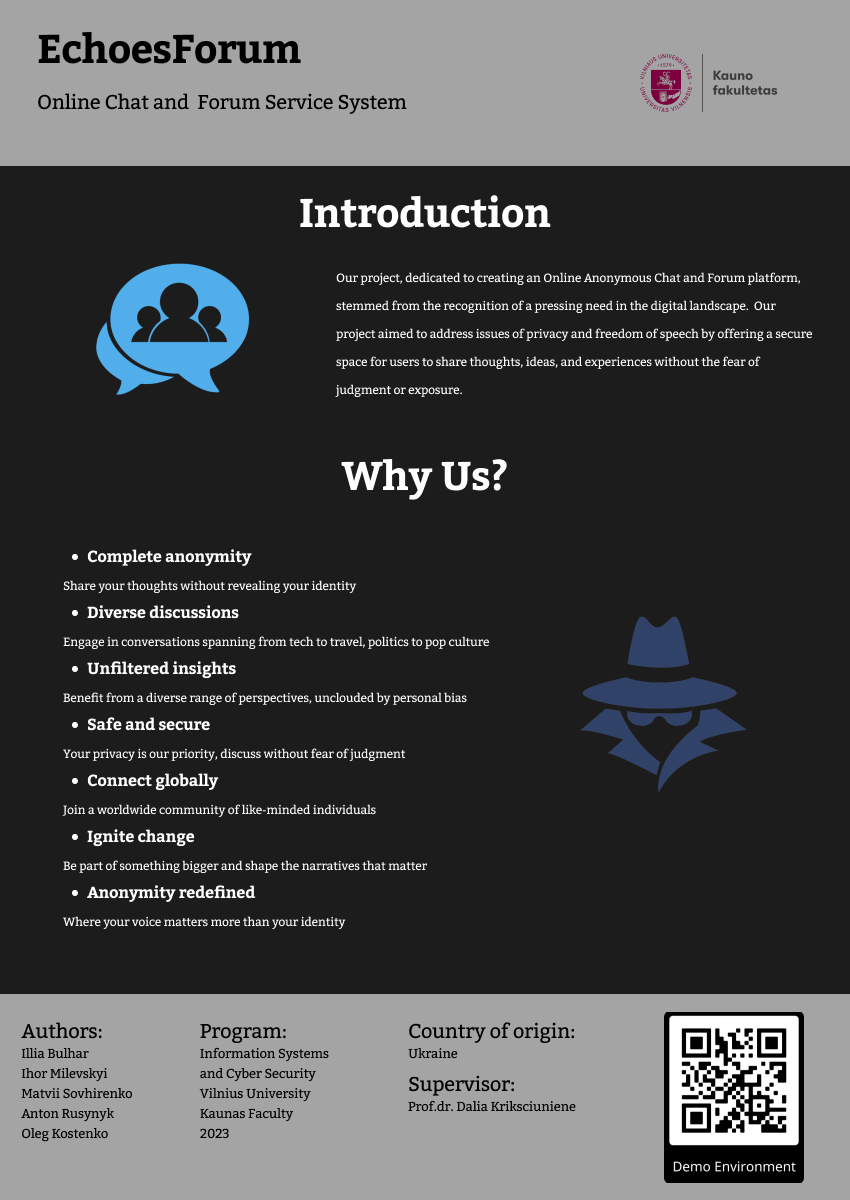 EchoesForum
Online Chat and  Forum Service System
VILNIUS UNIVERSITETAS
1579
UNIVERSITAS VILNENSIS
Kauno
fakultetas
Introduction
Our project, dedicated to creating an Online Anonymous Chat and Forum platform,
stemmed from the recognition of a pressing need in the digital landscape.  Our
project aimed to address issues of privacy and freedom of speech by offering a secure
space for users to share thoughts, ideas, and experiences without the fear of
judgment or exposure.
Why Us?
• Complete anonymity
Share your thoughts without revealing your identity
• Diverse discussions
Engage in conversations spanning from tech to travel, politics to pop culture
• Unfiltered insights
Benefit from a diverse range of perspectives, unclouded by personal bias
• Safe and secure
Your privacy is our priority, discuss without fear of judgment
• Connect globally
Join a worldwide community of like-minded individuals
• Ignite change
Be part of something bigger and shape the narratives that matter
• Anonymity redefined
Where your voice matters more than your identity
Authors:
Illia Bulhar
Ihor Milevskyi
Matvii Sovhirenko
Anton Rusynyk
Oleg Kostenko
Program:
Information Systems
and Cyber Security
Vilnius University
Kaunas Faculty
2023
Country of origin:
Ukraine
Supervisor:
Prof.dr. Dalia Kriksciuniene
Demo Environment